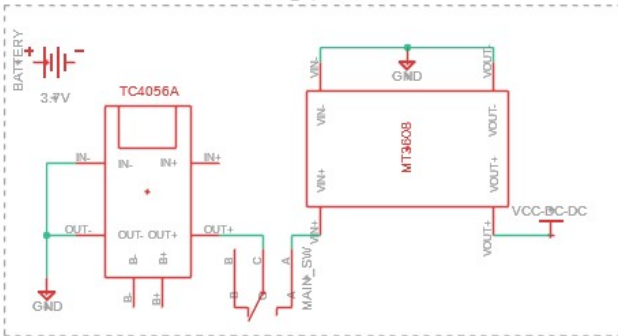 BATTERY
+ -
3.7V
TC4056A
IN- IN- IN+ IN+
OUT- OUT- OUT+ OUT+
B- B+
B- B+
GND
B C A
B C A
MAIN_SW
VIN- VOUT-
GND
VIN- VOUT-
MT3608
VIN+ VOUT+
VIN+ VOUT+
VCC-DC-DC